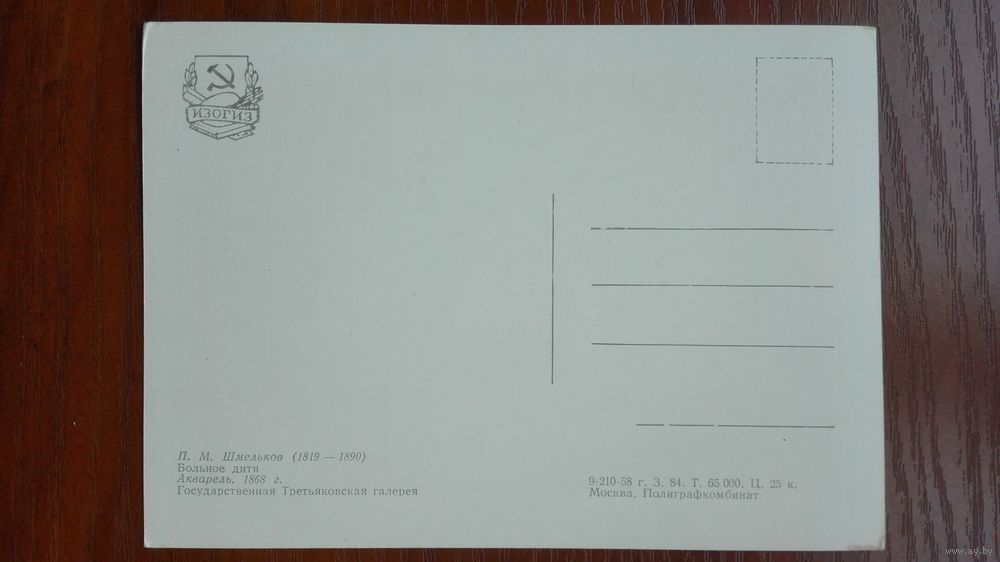 ИЗОГИЗ
П. М. Шмельков (1819 — 1890)
Больное дитя
Акварель. 1868 г.
Государственная Третьяковская галерея
9-210-58 г. З. 84. Т. 65 000. Ц. 25 к.
Москва. Полиграфкомбинат
www.ay.by